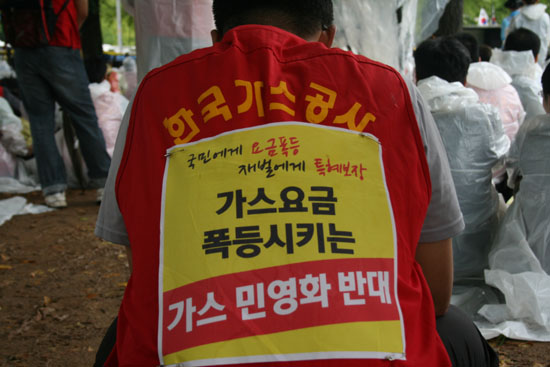 한국가스공사
국민에게 요금폭등
재벌에게 특혜보장
가스요금
폭등시키는
가스 민영화 반대